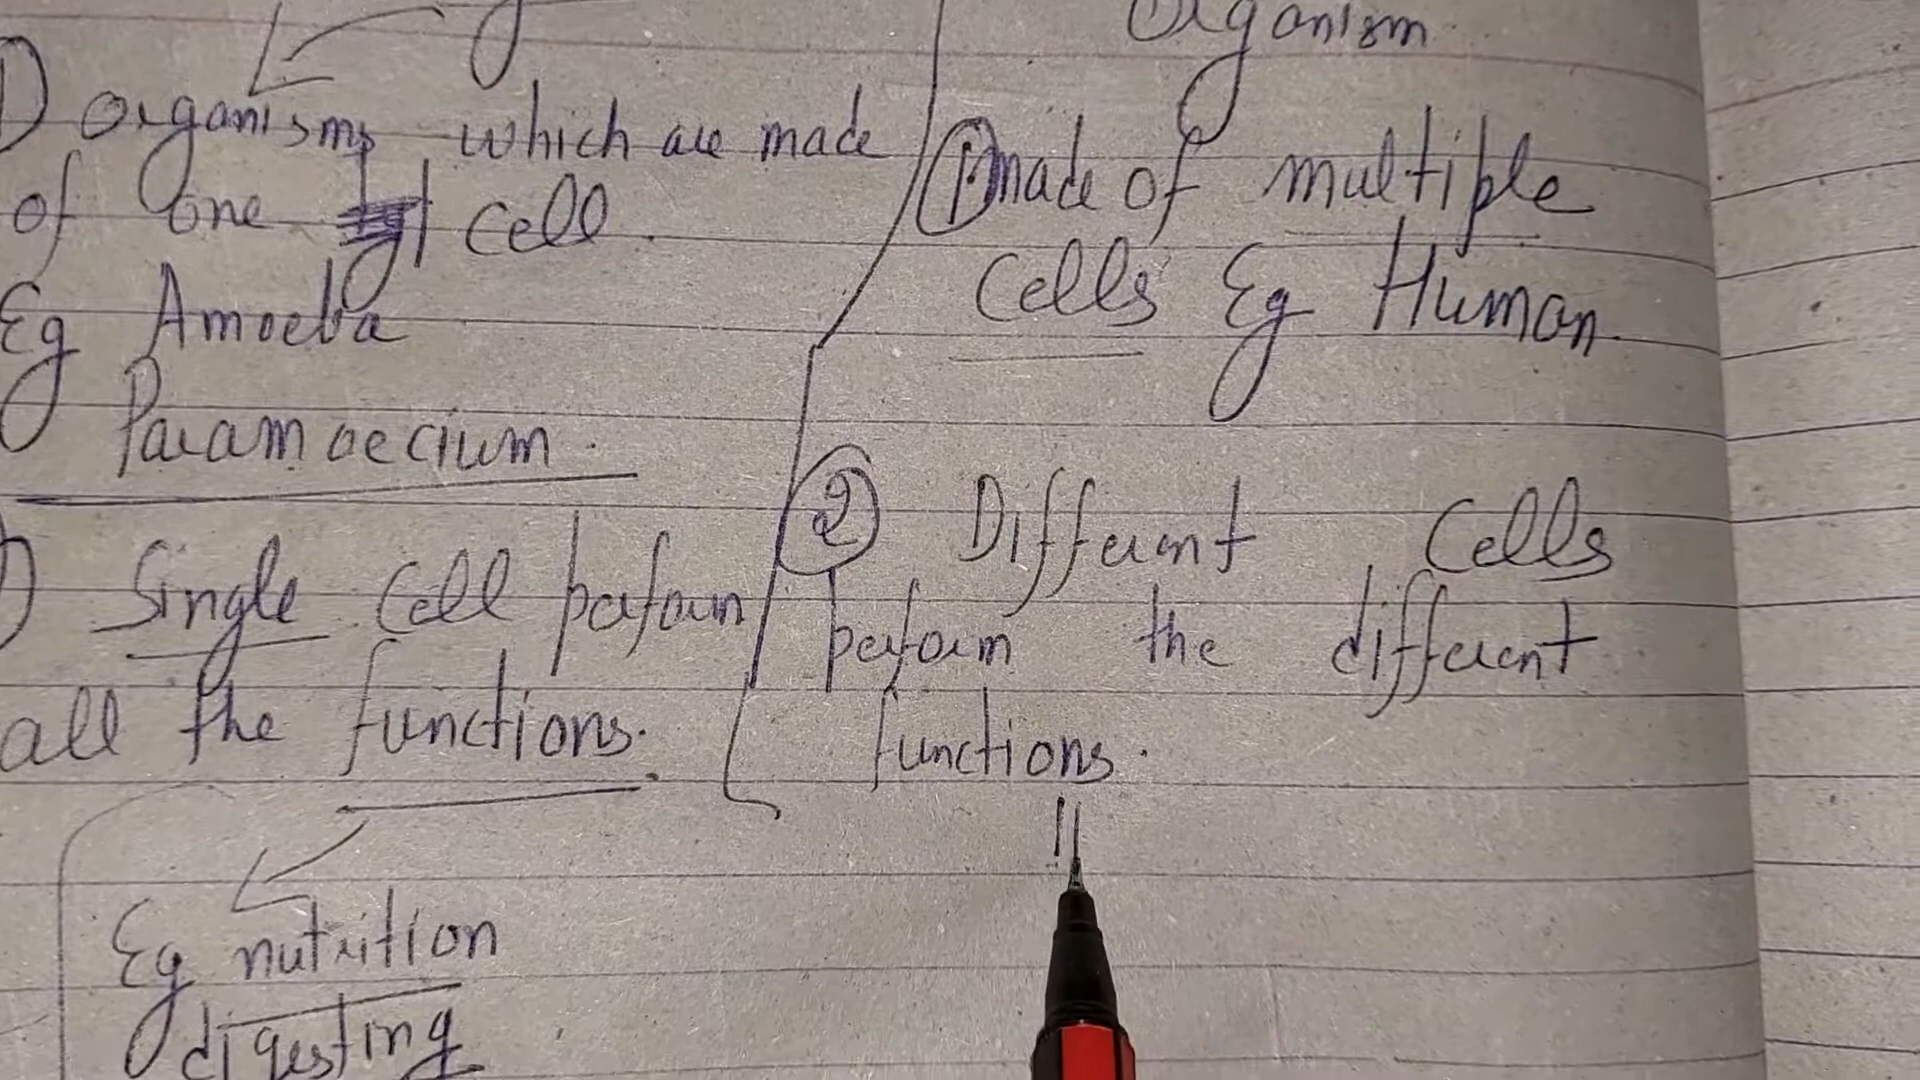 Organism.
1) Organisms which are made
of one cell.
Eg Amoeba
Paramoecium.
) Single cell perform
all the functions.
Eg nutrition
digesting
① made of multiple
cells Eg Human.
② Different cells
perform the different
functions.